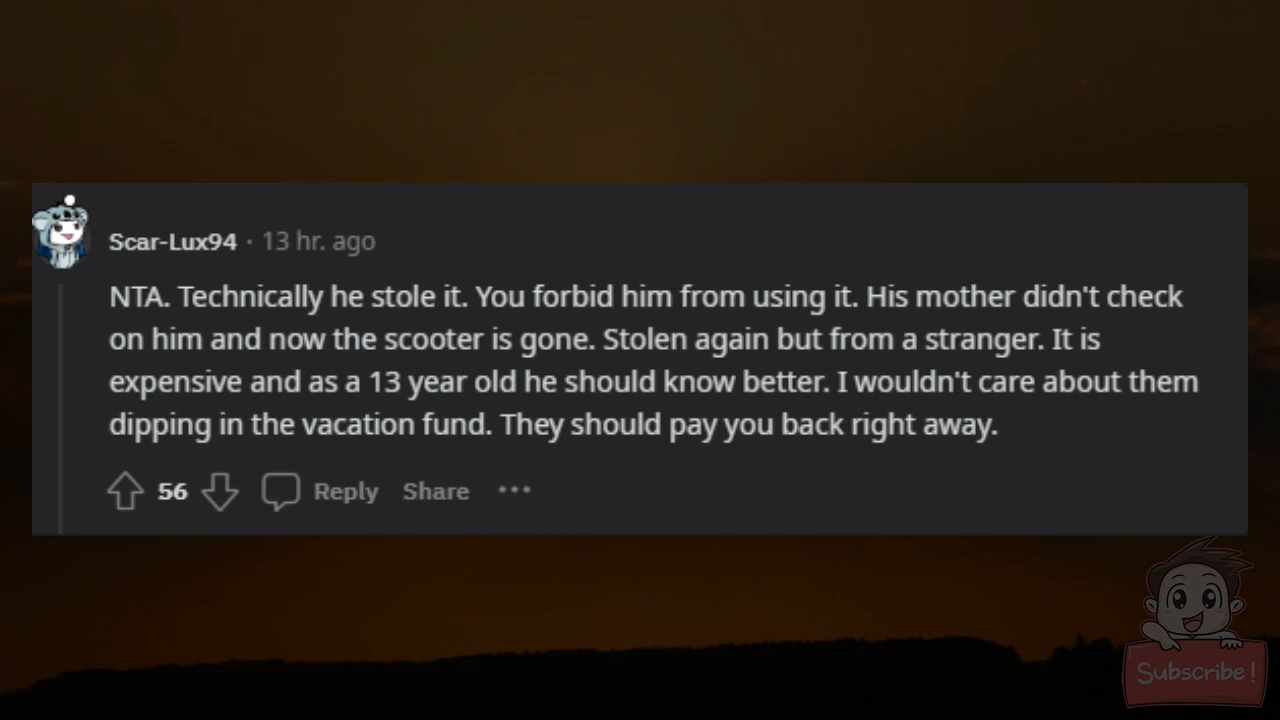 Scar-Lux94 · 13 hr. ago
NTA. Technically he stole it. You forbid him from using it. His mother didn't check
on him and now the scooter is gone. Stolen again but from a stranger. It is
expensive and as a 13 year old he should know better. I wouldn't care about them
dipping in the vacation fund. They should pay you back right away.
56 Reply Share ···
Subscribe!